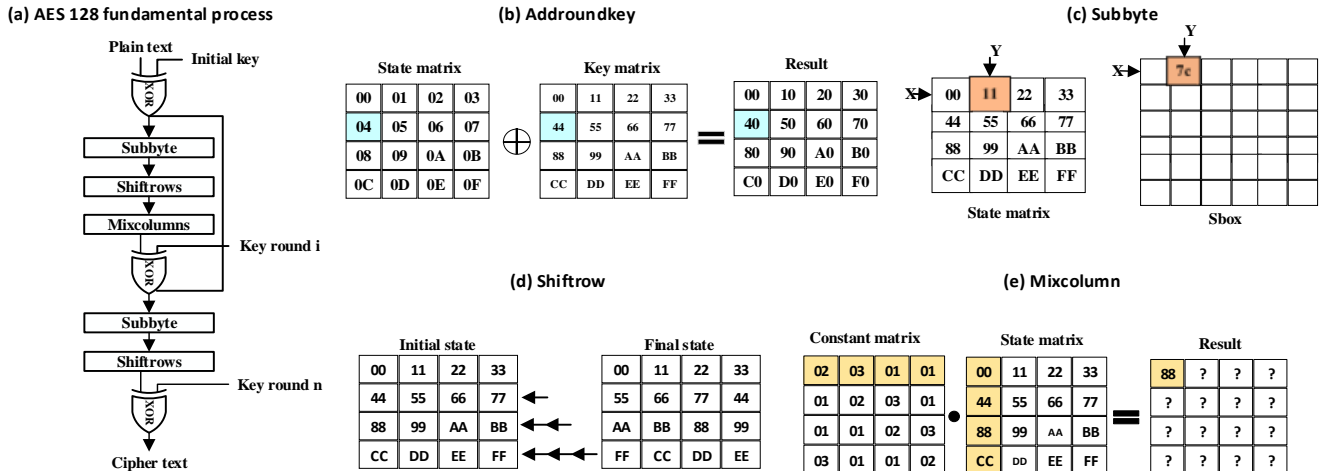 (a) AES 128 fundamental process
Plain text
Initial key
XOR
Subbyte
Shiftrows
Mixcolumns
Key round i
XOR
Subbyte
Shiftrows
Key round n
XOR
Cipher text
(b) Addroundkey
State matrix
00 01 02 03
04 05 06 07
08 09 0A 0B
0C 0D 0E 0F
Key matrix
00 11 22 33
44 55 66 77
88 99 AA BB
CC DD EE FF
=
Result
00 10 20 30
40 50 60 70
80 90 A0 B0
C0 D0 E0 F0
(c) Subbyte
Y
X
00 11 22 33
44 55 66 77
88 99 AA BB
CC DD EE FF
State matrix
Y
X
7c
Sbox
(d) Shiftrow
Initial state
00 11 22 33
44 55 66 77
88 99 AA BB
CC DD EE FF
Final state
00 11 22 33
55 66 77 44
AA BB 88 99
FF CC DD EE
(e) Mixcolumn
Constant matrix
02 03 01 01
01 02 03 01
01 01 02 03
03 01 01 02
State matrix
00 11 22 33
44 55 66 77
88 99 AA BB
CC DD EE FF
=
Result
88 ? ? ?
? ? ? ?
? ? ? ?
? ? ? ?